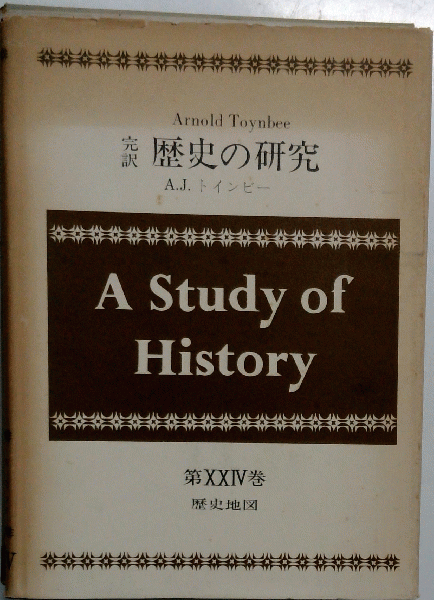 Arnold Toynbee
完訳 歴史の研究
A.J.トインビー
A Study of
History
第XXIV巻
歴史地図